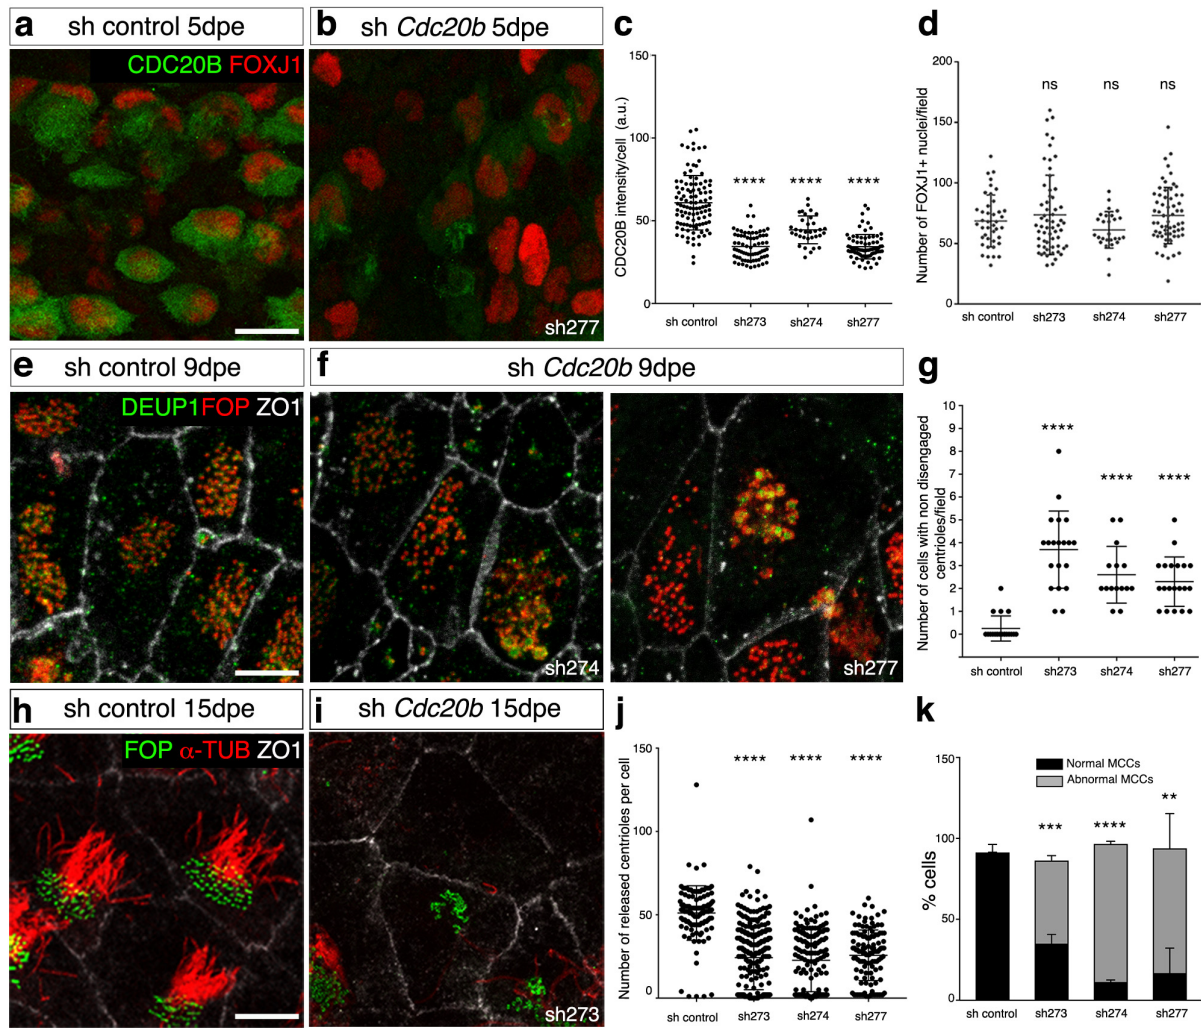 a sh control 5dpe
CDC20B FOXJ1
b sh Cdc20b 5dpe
sh277
c
CDC20B intensity/cell (a.u.)
150
100
50
0
**** **** ****
sh control sh273 sh274 sh277
d
Number of FOXJ1+ nuclei/field
200
150
100
50
0
ns ns ns
sh control sh273 sh274 sh277
e sh control 9dpe
DEUP1 FOP ZO1
f sh Cdc20b 9dpe
sh274
sh277
g
Number of cells with non disengaged
centrioles/field
10
9
8
7
6
5
4
3
2
1
0
**** **** ****
sh control sh273 sh274 sh277
h sh control 15dpe
FOP α-TUB ZO1
i sh Cdc20b 15dpe
sh273
j
Number of released centrioles per cell
150
100
50
0
**** **** ****
sh control sh273 sh274 sh277
k
% cells
150
100
50
0
Normal MCCs
Abnormal MCCs
*** **** **
sh control sh273 sh274 sh277